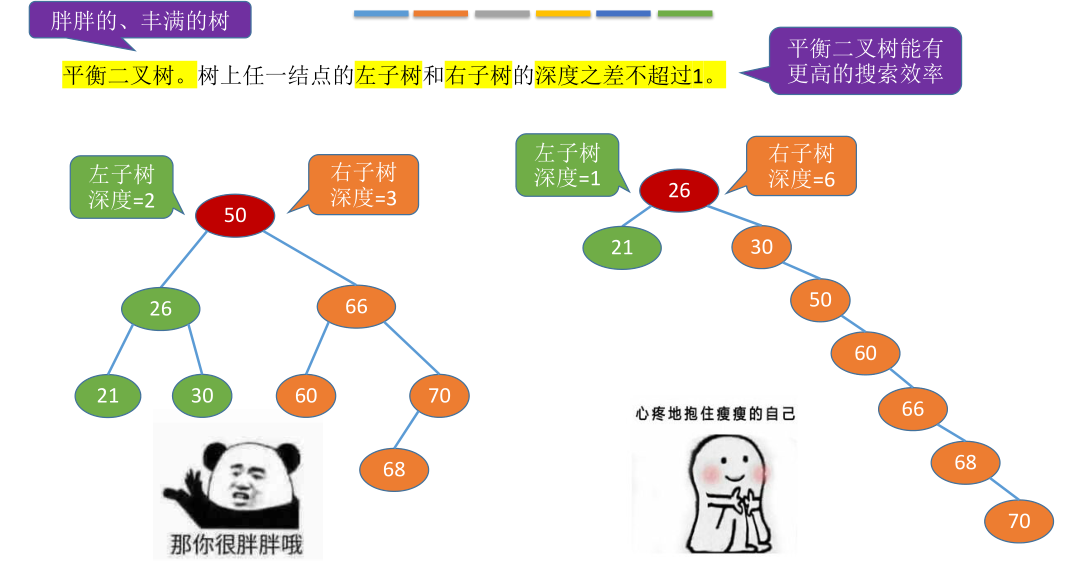 胖胖的、丰满的树
平衡二叉树。树上任一结点的左子树和右子树的深度之差不超过1。
平衡二叉树能有
更高的搜索效率
左子树
深度=2
右子树
深度=3
50
26
66
21
30
60
70
68
那你很胖胖哦
左子树
深度=1
右子树
深度=6
26
21
30
50
60
66
68
70
心疼地抱住瘦瘦的自己